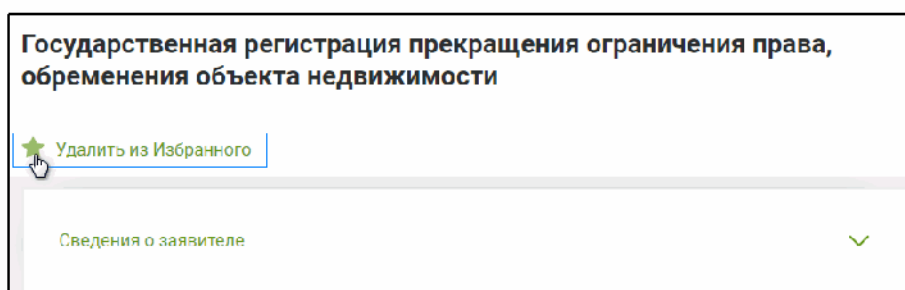 Государственная регистрация прекращения ограничения права,
обременения объекта недвижимости
Удалить из Избранного
Сведения о заявителе